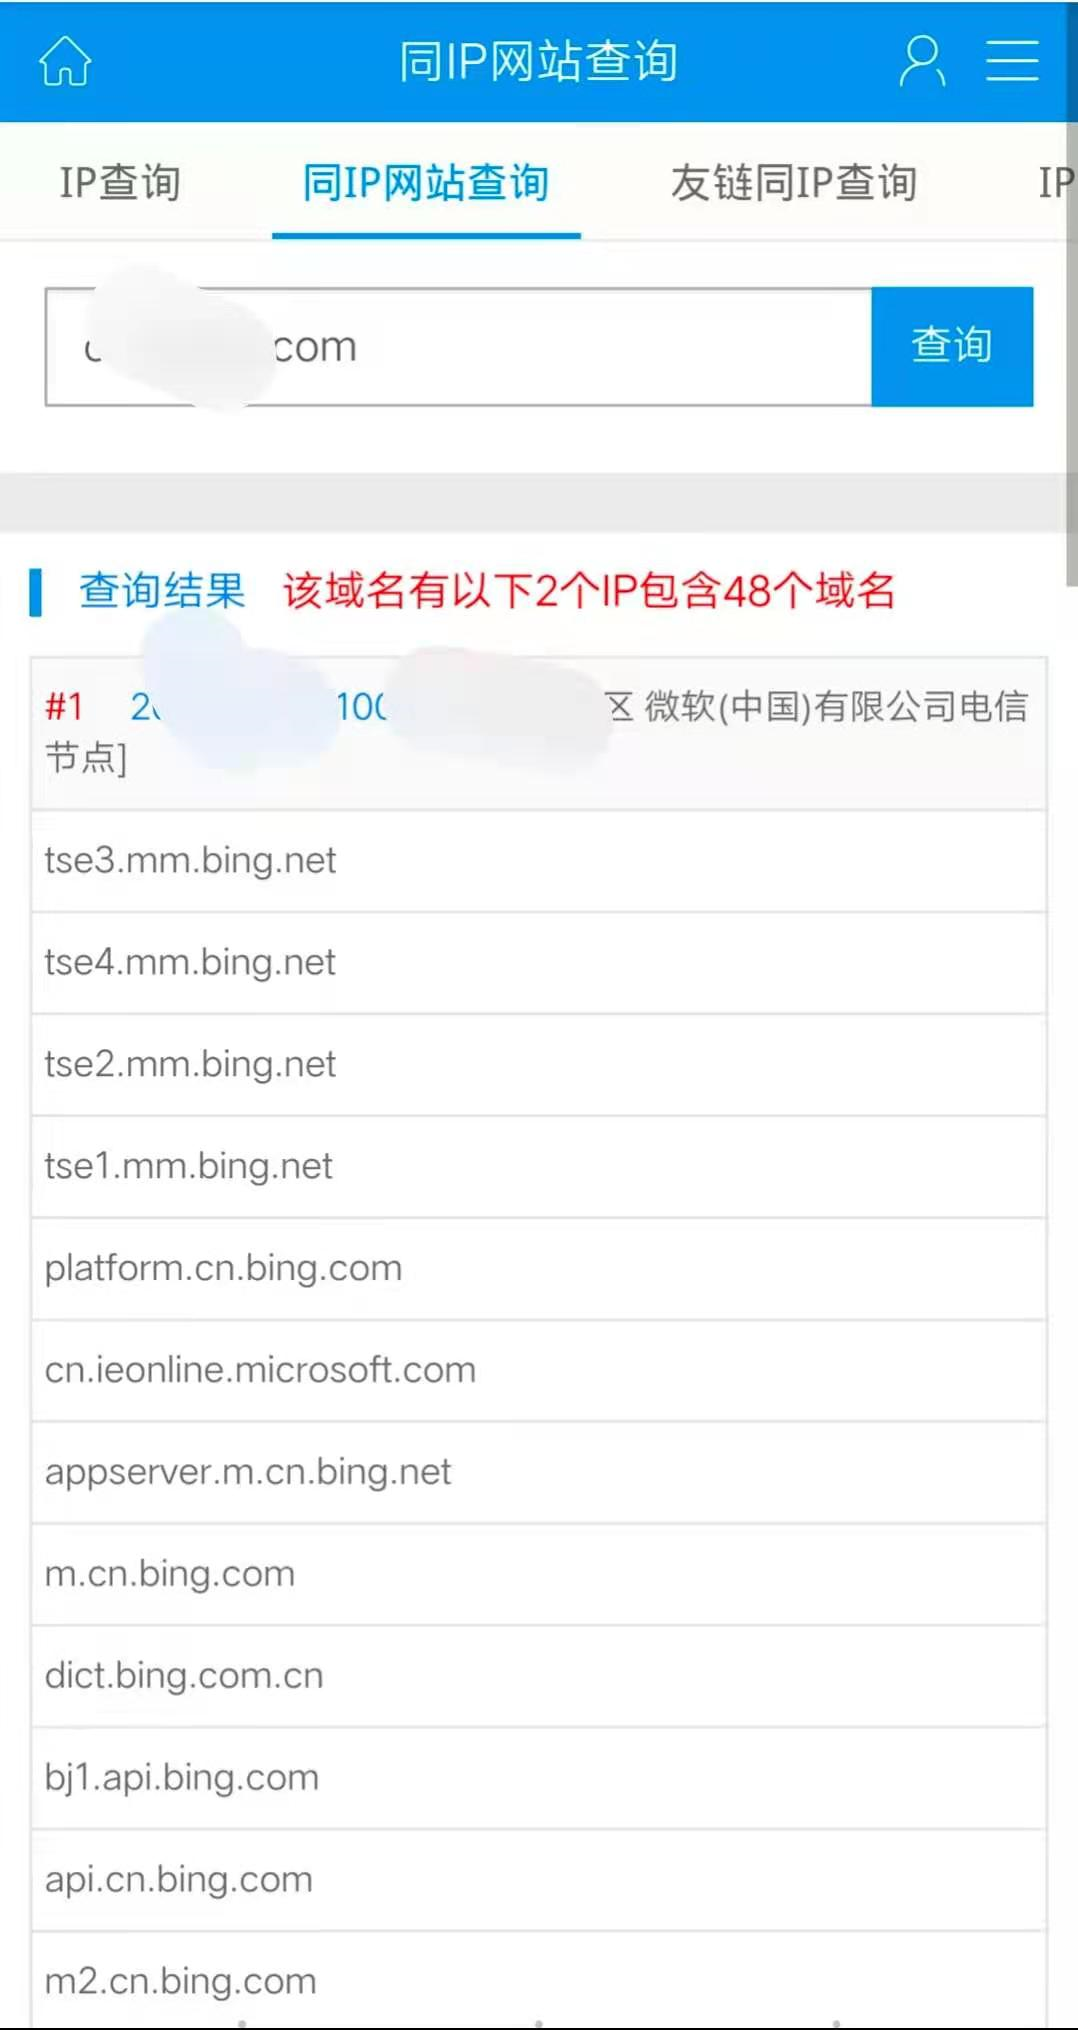 同IP网站查询
IP查询 同IP网站查询 友链同IP查询 IP
com 查询
查询结果 该域名有以下2个IP包含48个域名
#1 2 100 区 微软(中国)有限公司电信
节点]
tse3.mm.bing.net
tse4.mm.bing.net
tse2.mm.bing.net
tse1.mm.bing.net
platform.cn.bing.com
cn.ieonline.microsoft.com
appserver.m.cn.bing.net
m.cn.bing.com
dict.bing.com.cn
bj1.api.bing.com
api.cn.bing.com
m2.cn.bing.com